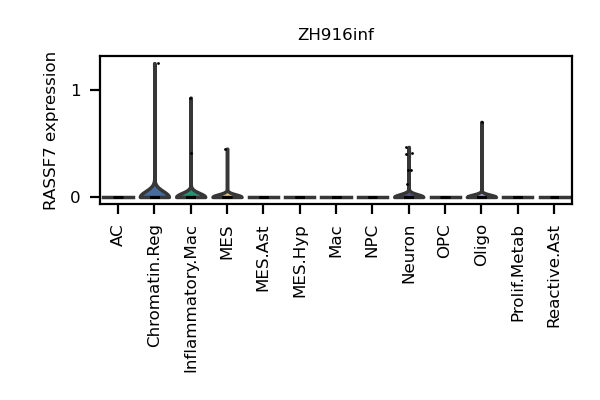 ZH916inf
RASSF7 expression
1
0
AC
Chromatin.Reg
Inflammatory.Mac
MES
MES.Ast
MES.Hyp
Mac
NPC
Neuron
OPC
Oligo
Prolif.Metab
Reactive.Ast